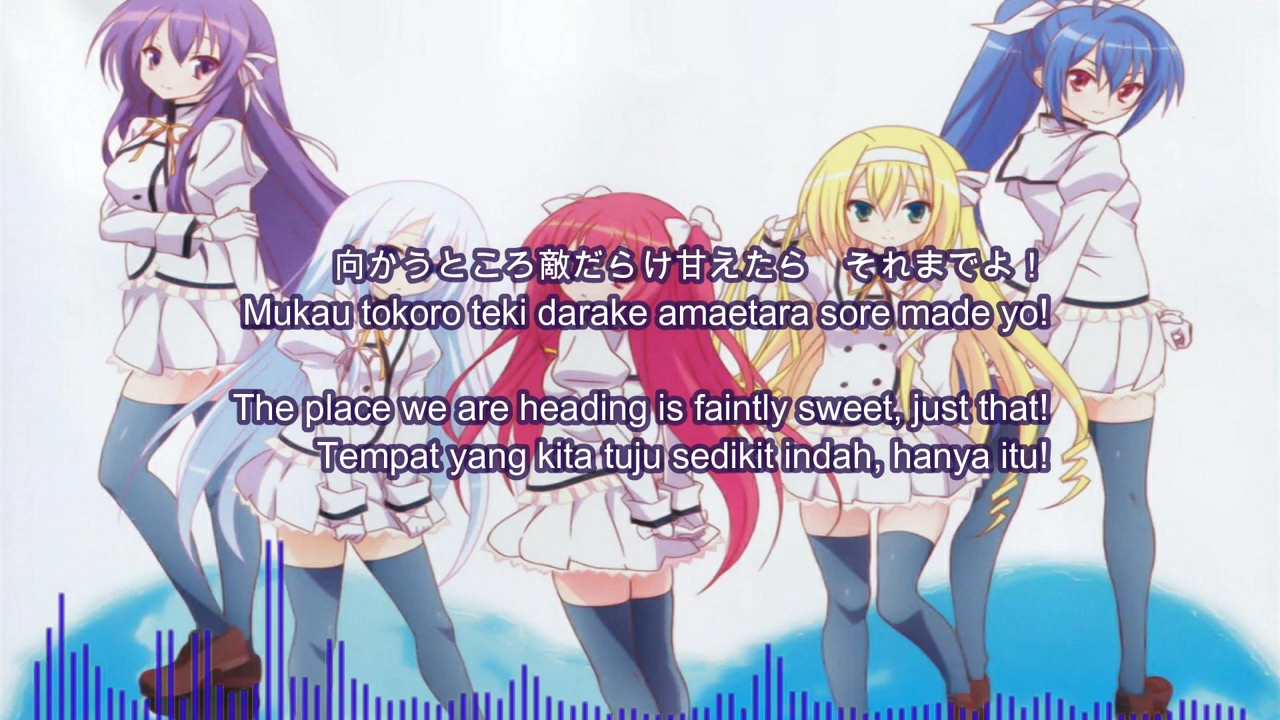 向かうところ敵だらけ甘えたら　それまでよ！
Mukau tokoro teki darake amaetara sore made yo!
The place we are heading is faintly sweet, just that!
Tempat yang kita tuju sedikit indah, hanya itu!